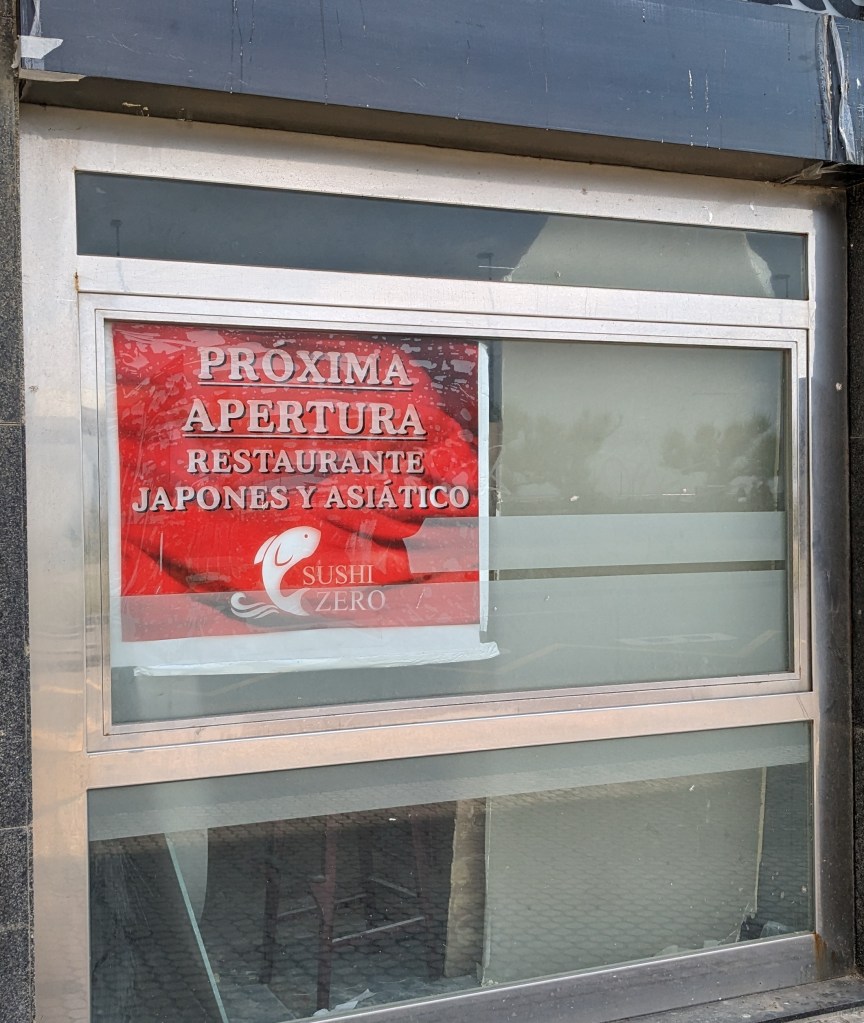 PRÓXIMA
APERTURA
RESTAURANTE
JAPONES Y ASIÁTICO
SUSHI
ZERO